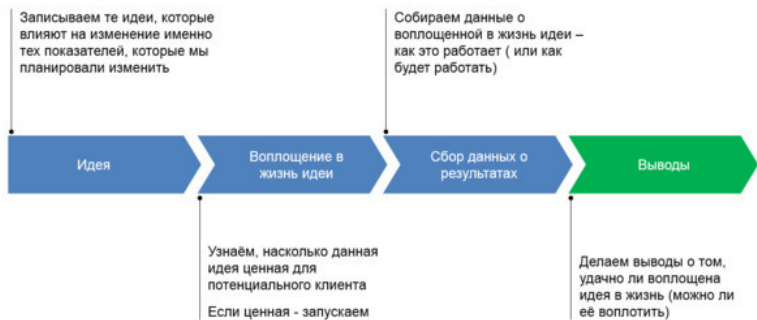 Записываем те идеи, которые
влияют на изменение именно
тех показателей, которые мы
планировали изменить
Собираем данные о
воплощенной в жизнь идеи –
как это работает ( или как
будет работать)
Идея
Воплощение в
жизнь идеи
Сбор данных о
результатах
Выводы
Узнаём, насколько данная
идея ценная для
потенциального клиента
Если ценная - запускаем
Делаем выводы о том,
удачно ли воплощена
идея в жизнь (можно ли
её воплотить)